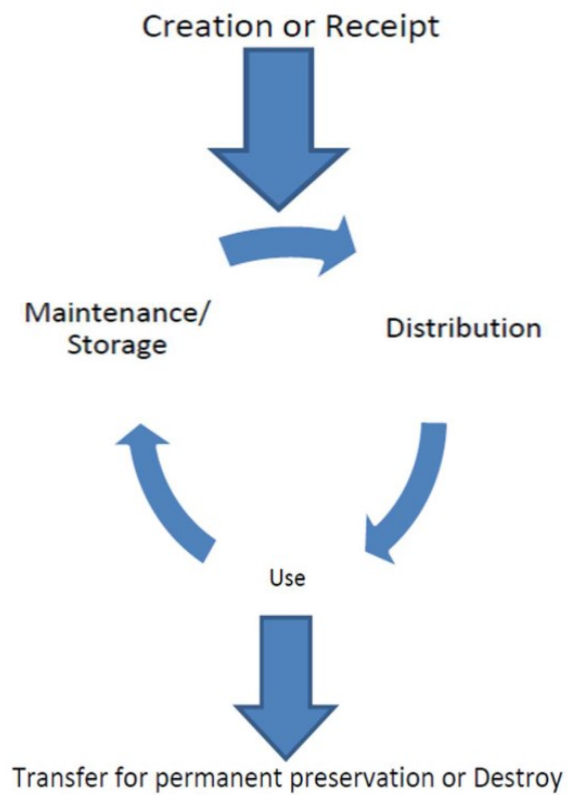 Creation or Receipt
Maintenance/
Storage
Distribution
Use
Transfer for permanent preservation or Destroy